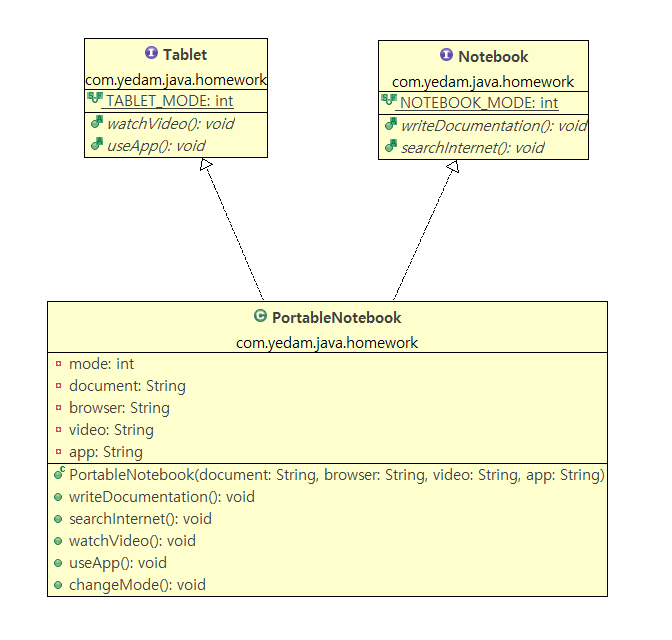 Tablet
com.yedam.java.homework
TABLET_MODE: int
watchVideo(): void
useApp(): void
Notebook
com.yedam.java.homework
NOTEBOOK_MODE: int
writeDocumentation(): void
searchInternet(): void
PortableNotebook
com.yedam.java.homework
mode: int
document: String
browser: String
video: String
app: String
PortableNotebook(document: String, browser: String, video: String, app: String)
writeDocumentation(): void
searchInternet(): void
watchVideo(): void
useApp(): void
changeMode(): void